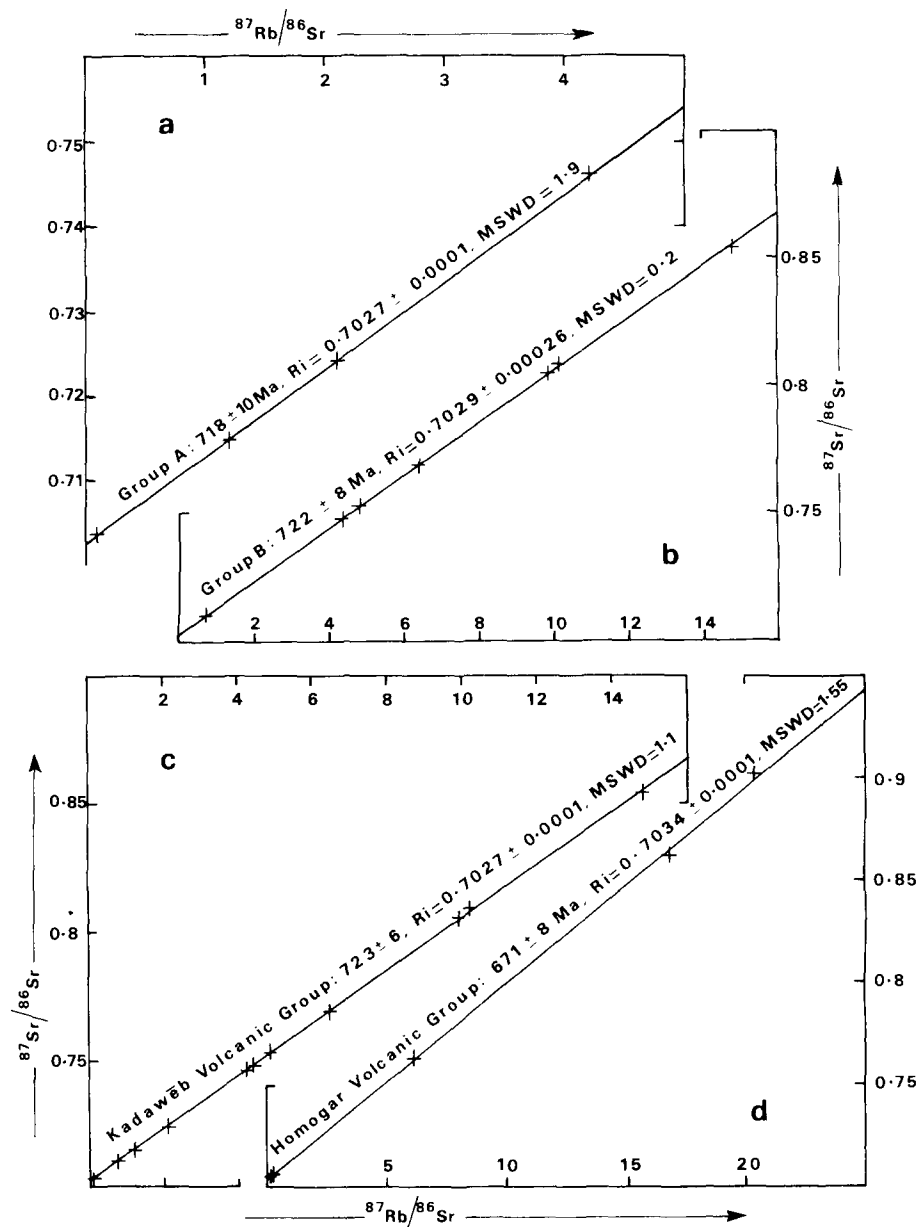 87Rb/86Sr
1 2 3 4
a
0·75
0·74
0·73
0·72
0·71
Group A: 718 ± 10 Ma, Ri = 0.7027 ± 0.0001, MSWD = 1·9
87Sr/86Sr
0·85
0·8
0·75
Group B: 722 ± 8 Ma, Ri = 0·7029 ± 0·00026, MSWD = 0·2
b
2 4 6 8 10 12 14
2 4 6 8 10 12 14
c
87Sr/86Sr
0·85
0·8
0·75
Kadawēb Volcanic Group: 723 ± 6, Ri = 0·7027 ± 0·0001, MSWD = 1·1
Homogar Volcanic Group: 671 ± 8 Ma, Ri = 0·7034 ± 0·0001, MSWD = 1·55
0·9
0·85
0·8
0·75
d
5 10 15 20
87Rb/86Sr